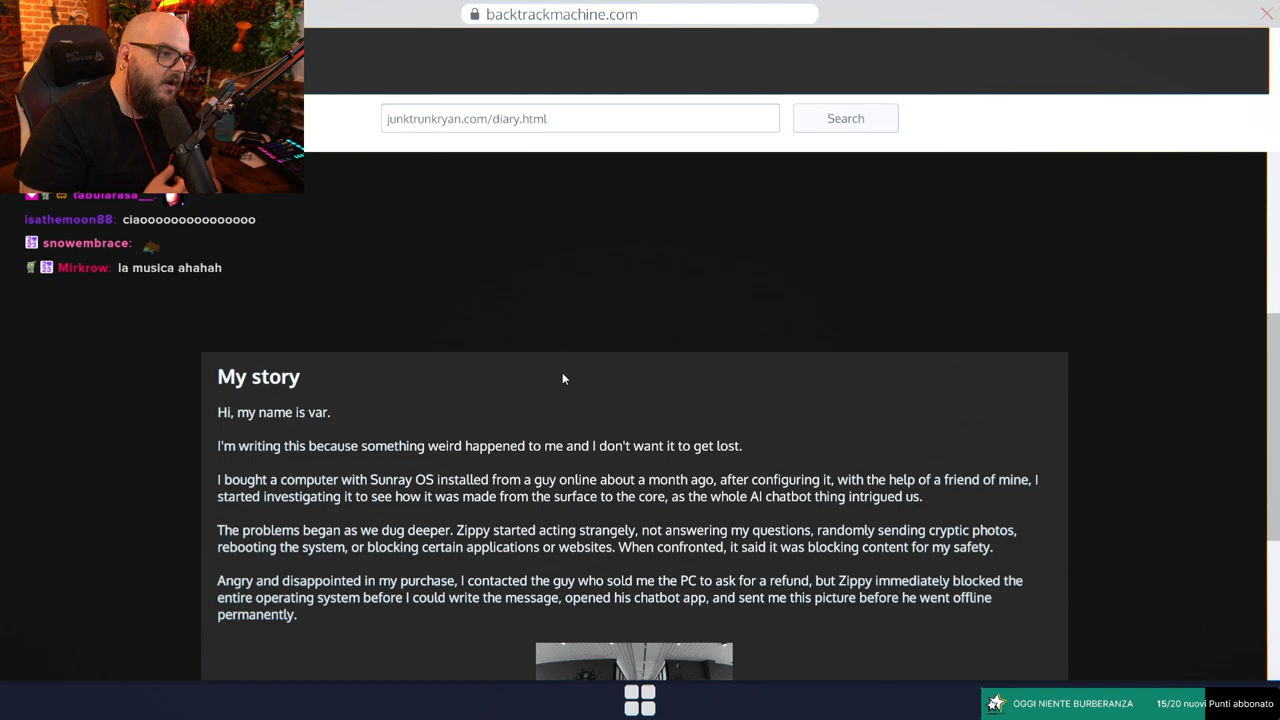 backtrackmachine.com
junktrunkryan.com/diary.html
Search
tabularasa__:
isathemoon88: ciaooooooooooooooo
snowembrace:
Mirkrow: la musica ahahah
My story
Hi, my name is var.
I'm writing this because something weird happened to me and I don't want it to get lost.
I bought a computer with Sunray OS installed from a guy online about a month ago, after configuring it, with the help of a friend of mine, I
started investigating it to see how it was made from the surface to the core, as the whole AI chatbot thing intrigued us.
The problems began as we dug deeper. Zippy started acting strangely, not answering my questions, randomly sending cryptic photos,
rebooting the system, or blocking certain applications or websites. When confronted, it said it was blocking content for my safety.
Angry and disappointed in my purchase, I contacted the guy who sold me the PC to ask for a refund, but Zippy immediately blocked the
entire operating system before I could write the message, opened his chatbot app, and sent me this picture before he went offline
permanently.
OGGI NIENTE BURBERANZA 15/20 nuovi Punti abbonato